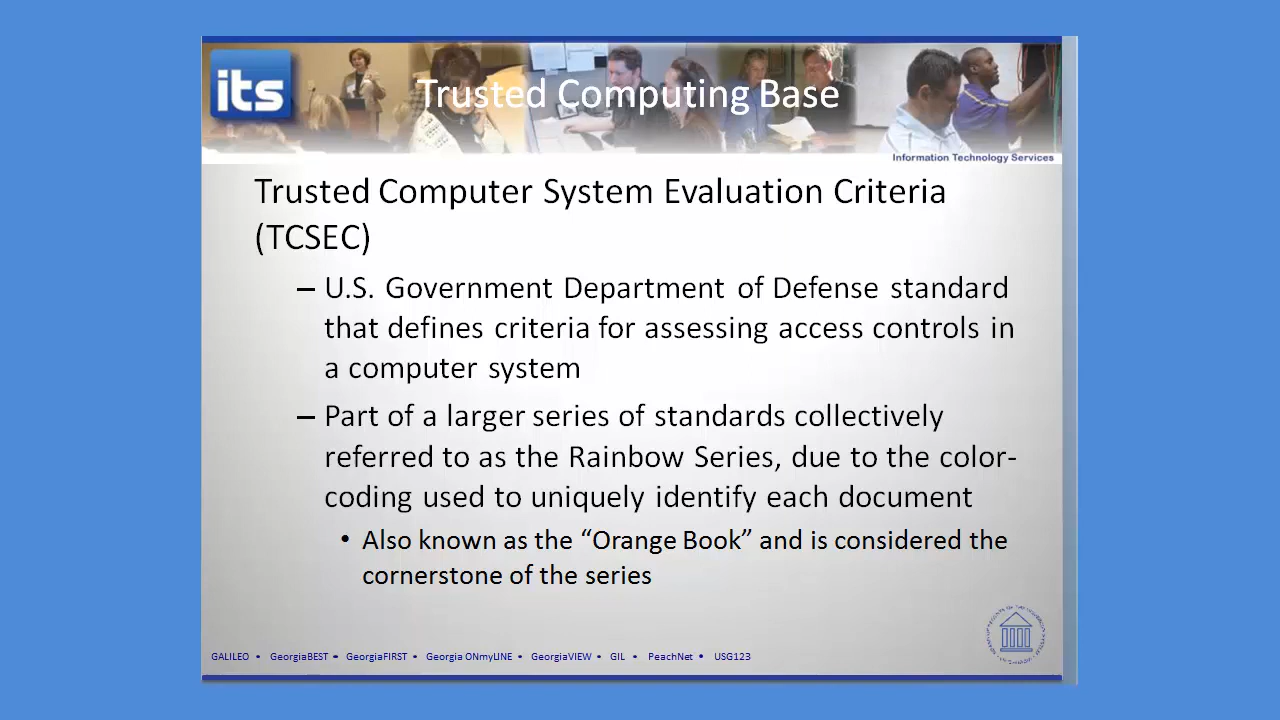 its
Trusted Computing Base
Information Technology Services
Trusted Computer System Evaluation Criteria
(TCSEC)
– U.S. Government Department of Defense standard
that defines criteria for assessing access controls in
a computer system
– Part of a larger series of standards collectively
referred to as the Rainbow Series, due to the color-
coding used to uniquely identify each document
• Also known as the “Orange Book” and is considered the
cornerstone of the series
GALILEO • GeorgiaBEST • GeorgiaFIRST • Georgia ONmyLINE • GeorgiaVIEW • GIL • PeachNet • USG123